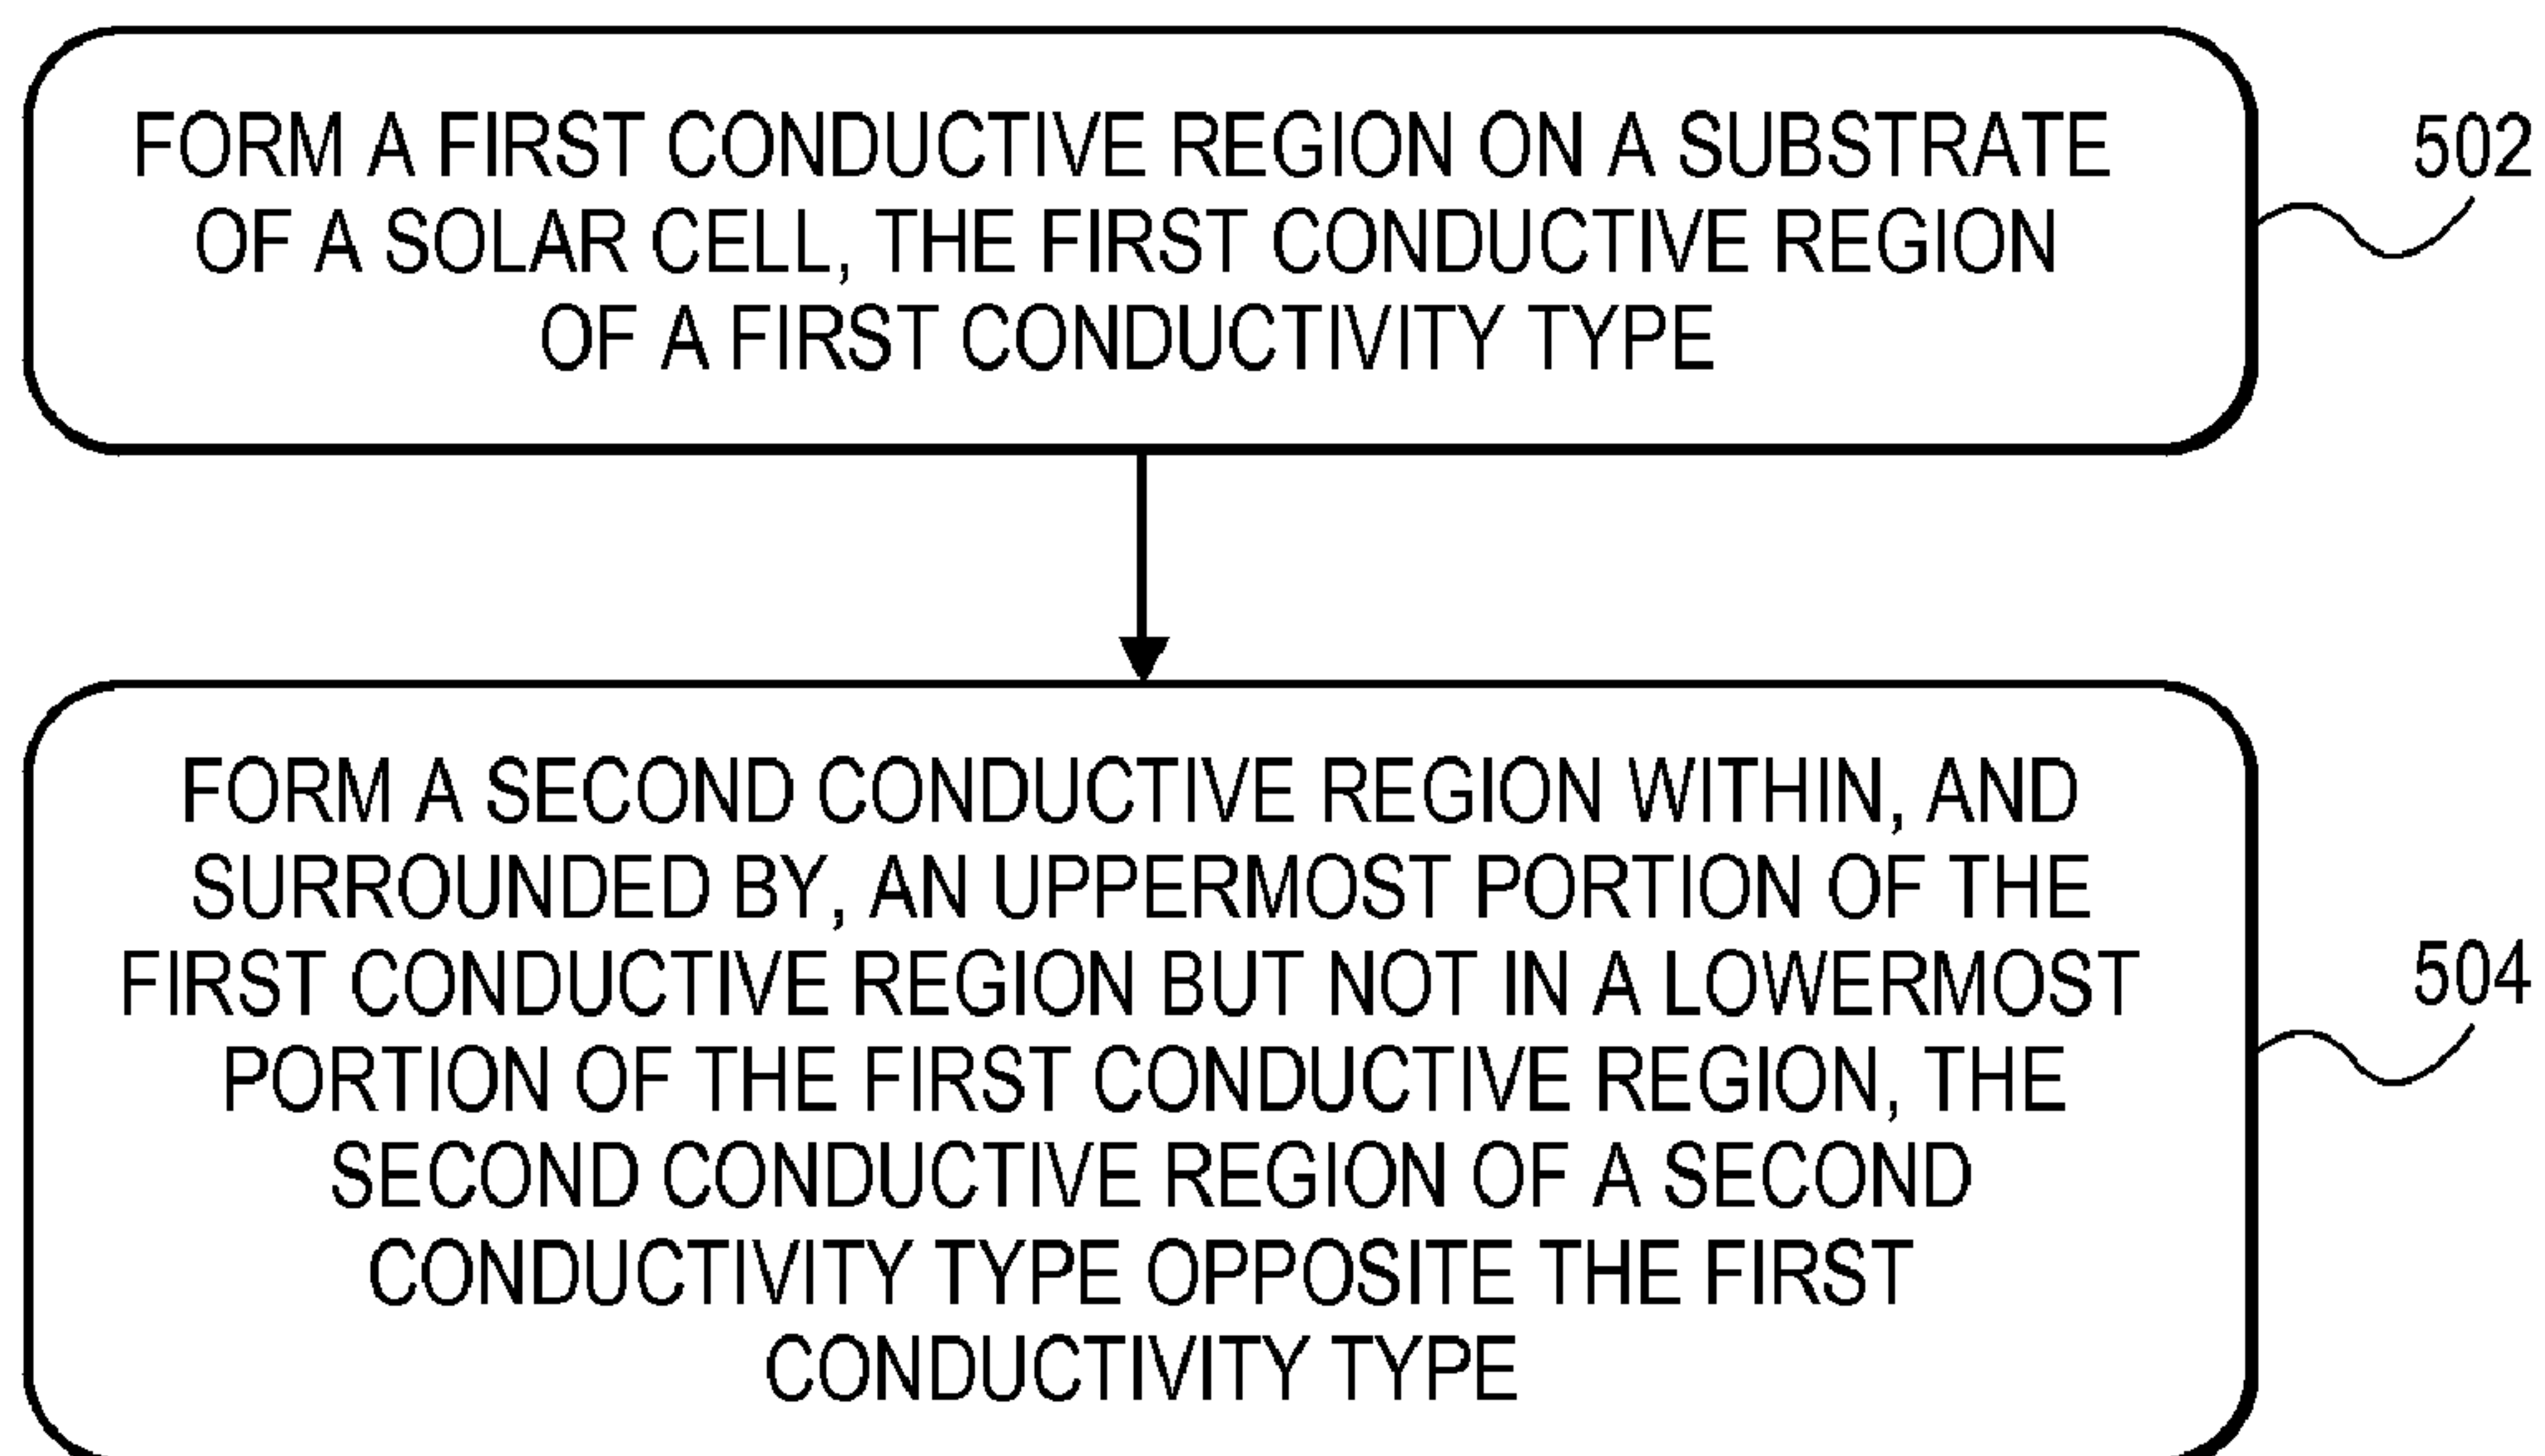 FORM A FIRST CONDUCTIVE REGION ON A SUBSTRATE
OF A SOLAR CELL, THE FIRST CONDUCTIVE REGION
OF A FIRST CONDUCTIVITY TYPE
502
FORM A SECOND CONDUCTIVE REGION WITHIN, AND
SURROUNDED BY, AN UPPERMOST PORTION OF THE
FIRST CONDUCTIVE REGION BUT NOT IN A LOWERMOST
PORTION OF THE FIRST CONDUCTIVE REGION, THE
SECOND CONDUCTIVE REGION OF A SECOND
CONDUCTIVITY TYPE OPPOSITE THE FIRST
CONDUCTIVITY TYPE
504